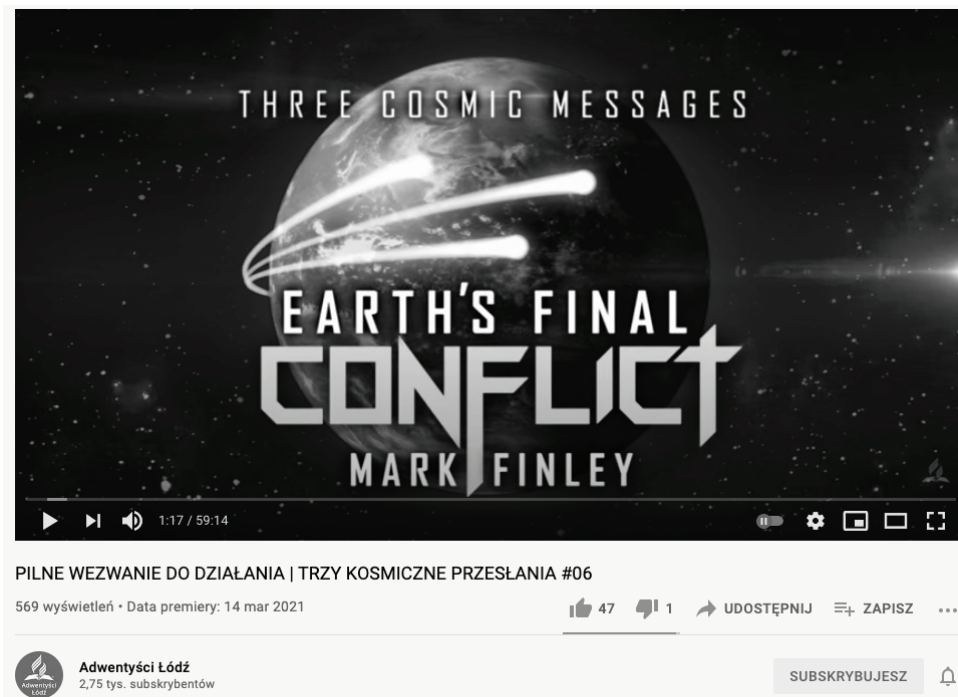 THREE COSMIC MESSAGES
EARTH'S FINAL
CONFLICT
MARK FINLEY
1:17 / 59:14
PILNE WEZWANIE DO DZIAŁANIA | TRZY KOSMICZNE PRZESŁANIA #06
569 wyświetleń • Data premiery: 14 mar 2021
47 1 UDOSTĘPNIJ ZAPISZ
Adwentyści Łódź
2,75 tys. subskrybentów
SUBSKRYBUJESZ
Adwentyści
Łódź